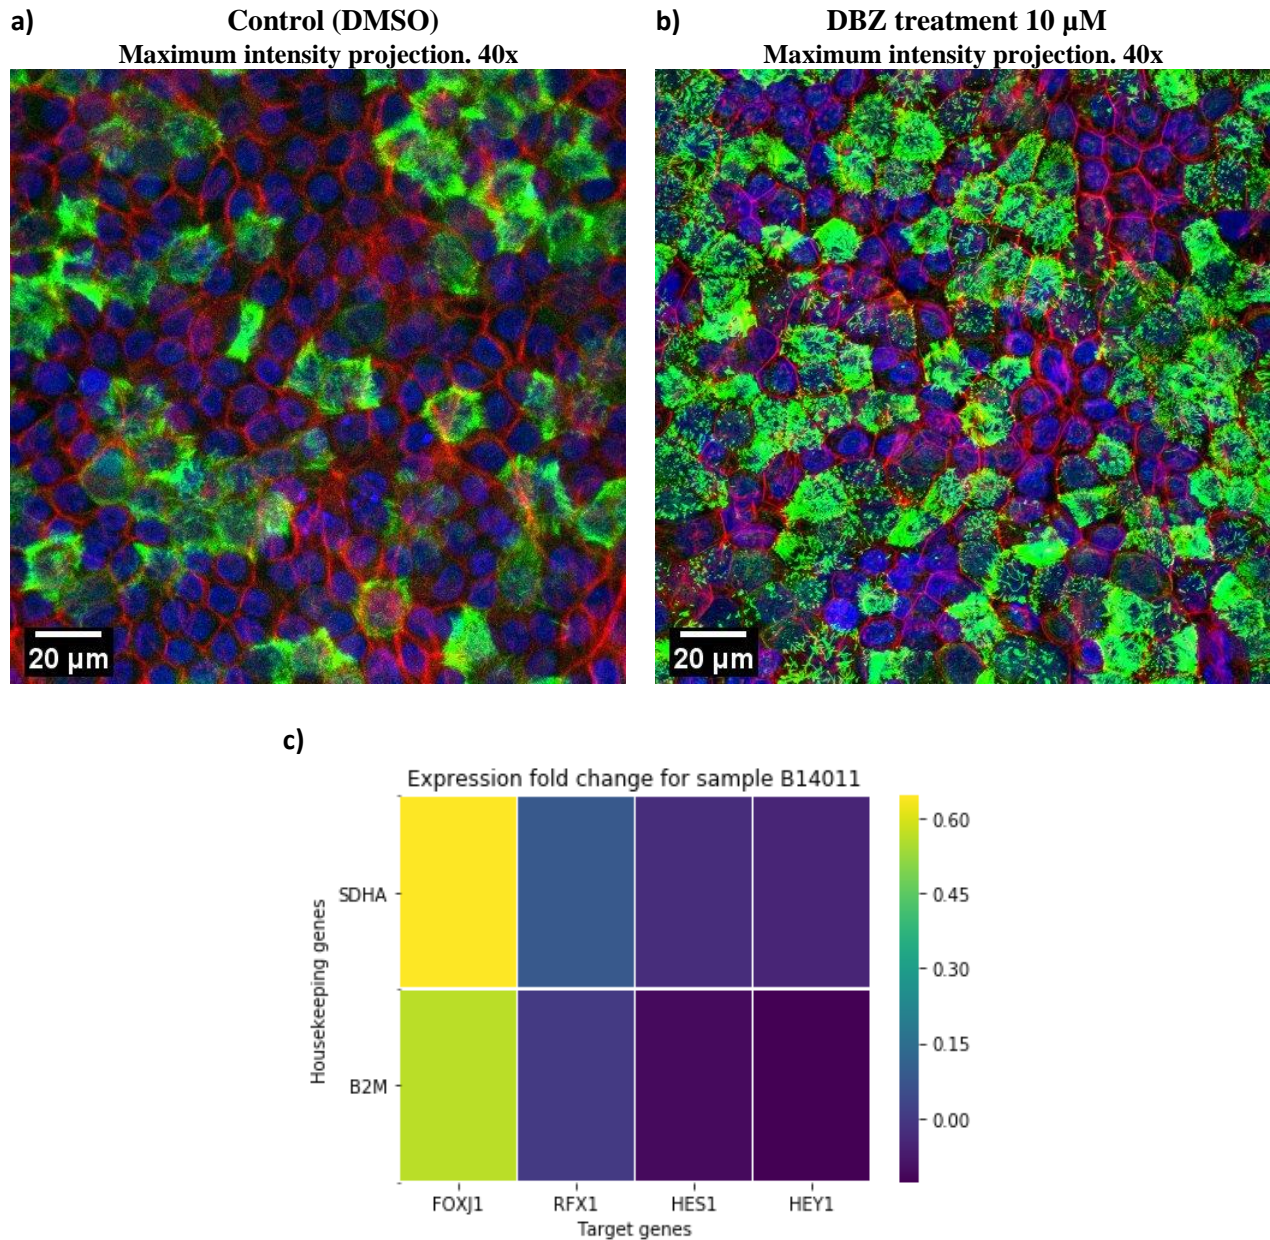 a)
Control (DMSO)
Maximum intensity projection. 40x
20 μm
b)
DBZ treatment 10 μM
Maximum intensity projection. 40x
20 μm
c)
Expression fold change for sample B14011
Housekeeping genes
SDHA
B2M
FOXJ1 RFX1 HES1 HEY1
Target genes
0.60
0.45
0.30
0.15
0.00